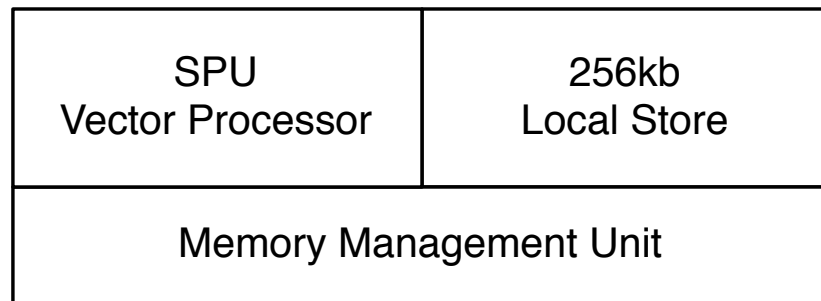 SPU
Vector Processor
256kb
Local Store
Memory Management Unit